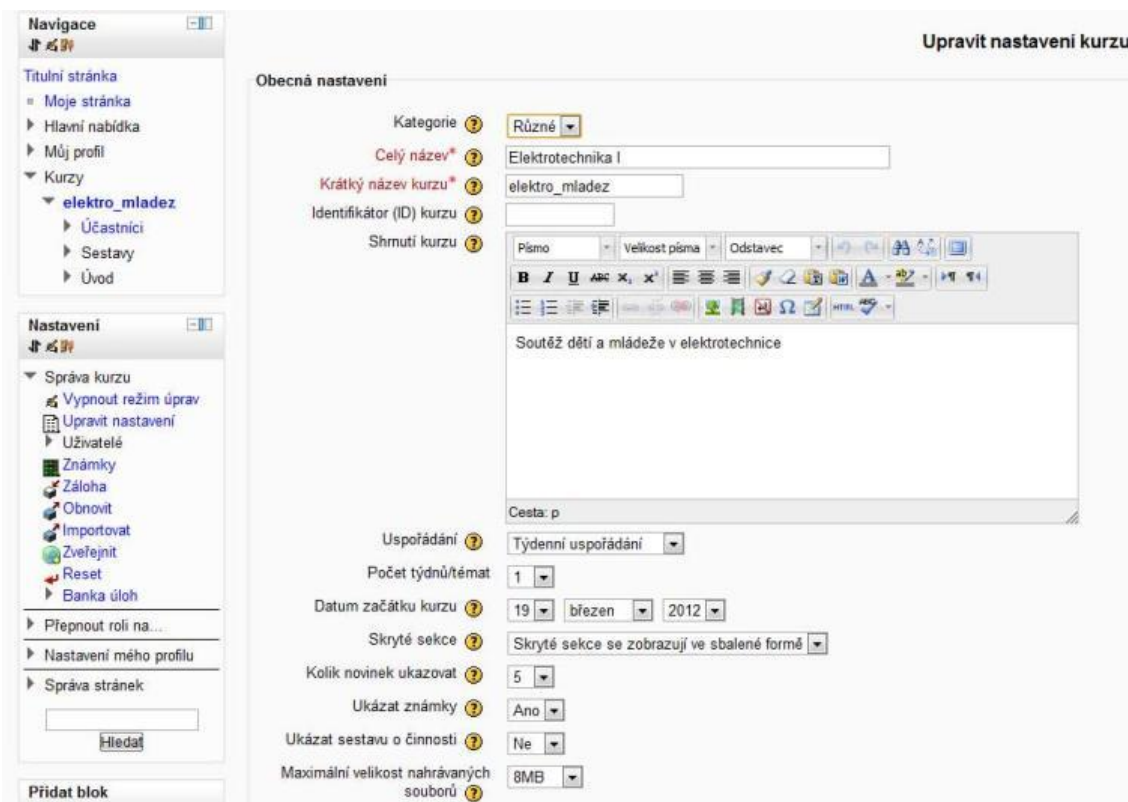 Navigace
Titulní stránka
Moje stránka
Hlavní nabídka
Můj profil
Kurzy
elektro_mladez
Účastníci
Sestavy
Úvod
Nastavení
Správa kurzu
Vypnout režim úprav
Upravit nastavení
Uživatelé
Známky
Záloha
Obnovit
Importovat
Zveřejnit
Reset
Banka úloh
Přepnout roli na...
Nastavení mého profilu
Správa stránek
Hledat
Přidat blok
Upravit nastavení kurzu
Obecná nastavení
Kategorie Různé
Celý název* Elektrotechnika I
Krátký název kurzu* elektro_mladez
Identifikátor (ID) kurzu
Shrnutí kurzu
Písmo Velikost písma Odstavec
B I U ABC x, x² A ab
Ω HTML ABC
Soutěž dětí a mládeže v elektrotechnice
Cesta: p
Uspořádání Týdenní uspořádání
Počet týdnů/témat 1
Datum začátku kurzu 19 březen 2012
Skryté sekce Skryté sekce se zobrazují ve sbalené formě
Kolik novinek ukazovat 5
Ukázat známky Ano
Ukázat sestavu o činnosti Ne
Maximální velikost nahrávaných
souborů 8MB